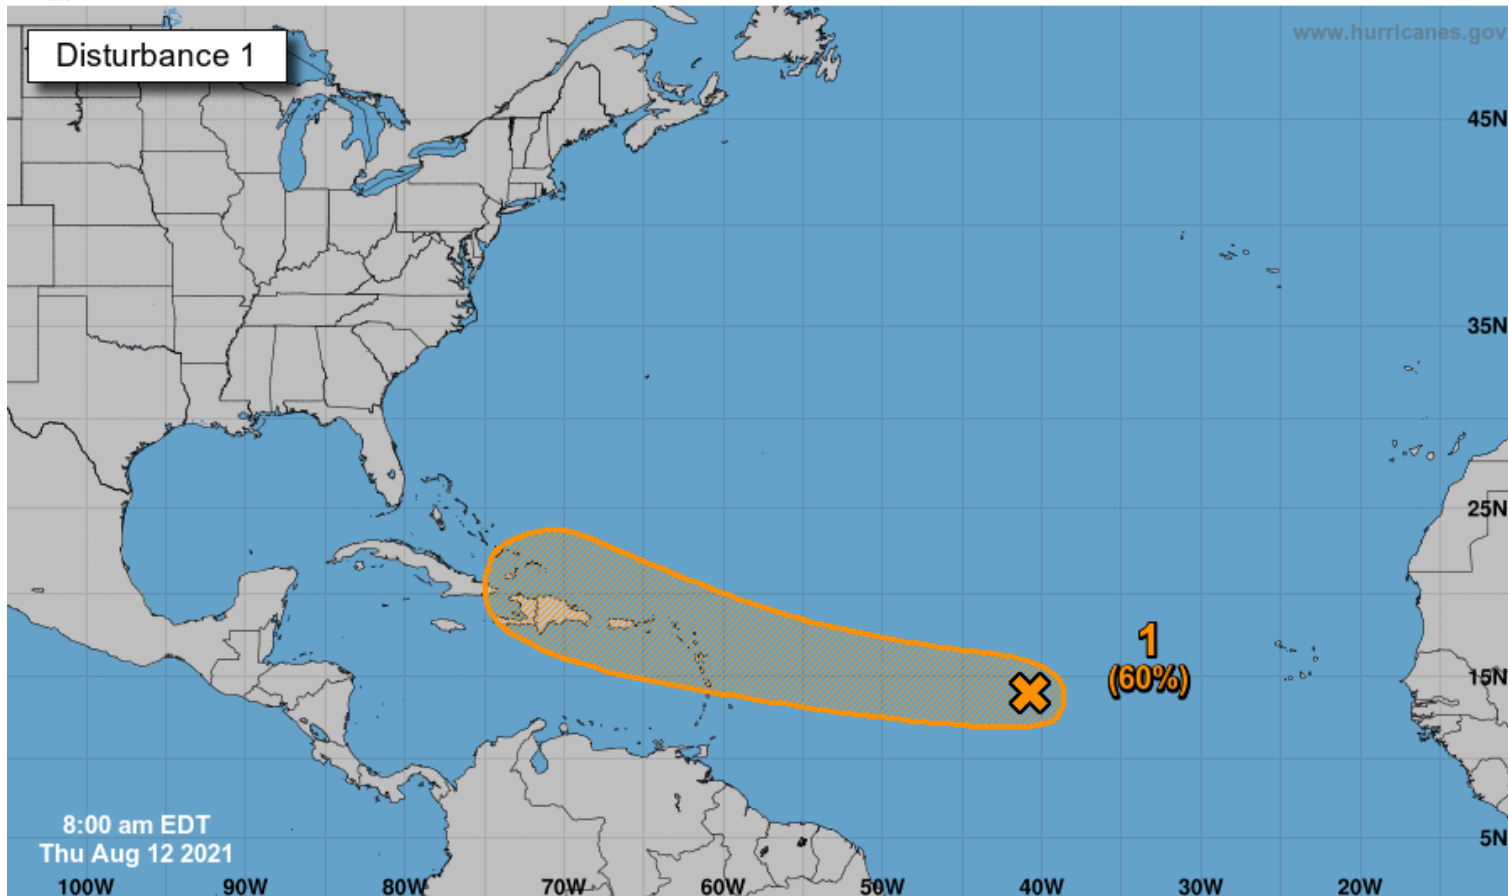 Disturbance 1
www.hurricanes.gov
45N
35N
25N
1
(60%)
15N
8:00 am EDT
Thu Aug 12 2021
5N
100W 90W 80W 70W 60W 50W 40W 30W 20W